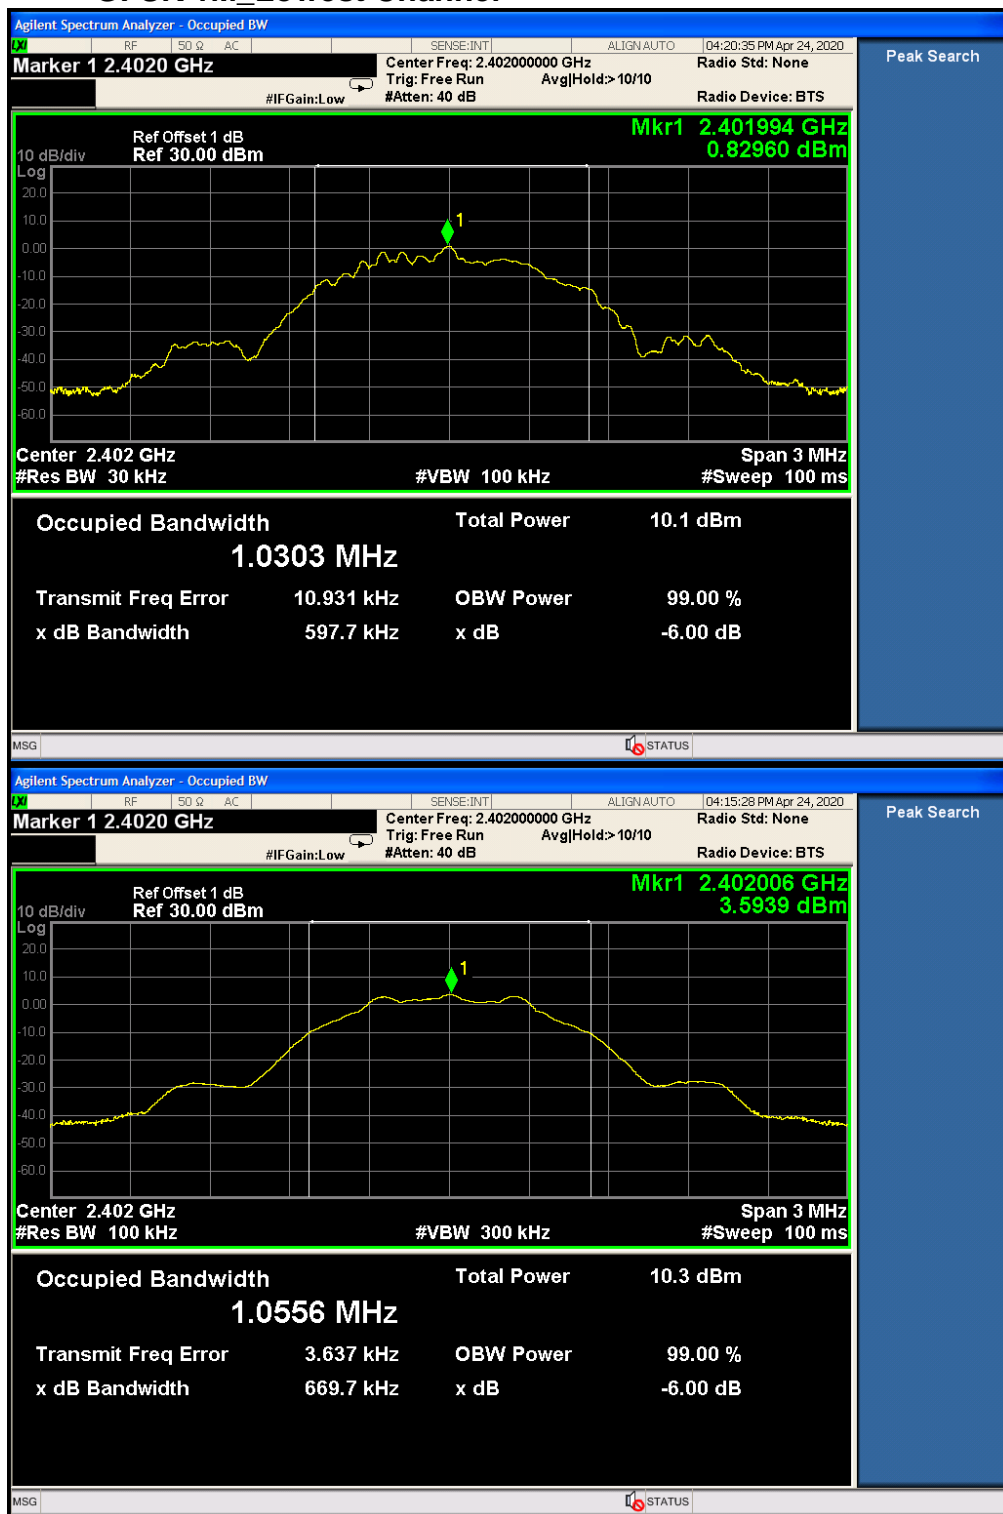 Agilent Spectrum Analyzer - Occupied BW
LXI RF 50 Ω AC SENSE:INT ALIGN AUTO 04:20:35 PM Apr 24, 2020
Marker 1 2.4020 GHz
Center Freq: 2.402000000 GHz
Radio Std: None
Trig: Free Run Avg|Hold:>10/10
#IFGain:Low #Atten: 40 dB Radio Device: BTS
Peak Search
Mkr1 2.401994 GHz
0.82960 dBm
Ref Offset 1 dB
10 dB/div Ref 30.00 dBm
Log
20.0
10.0
0.00
-10.0
-20.0
-30.0
-40.0
-50.0
-60.0
1
Center 2.402 GHz Span 3 MHz
#Res BW 30 kHz #VBW 100 kHz #Sweep 100 ms
Occupied Bandwidth Total Power 10.1 dBm
1.0303 MHz
Transmit Freq Error 10.931 kHz OBW Power 99.00 %
x dB Bandwidth 597.7 kHz x dB -6.00 dB
MSG STATUS
Agilent Spectrum Analyzer - Occupied BW
LXI RF 50 Ω AC SENSE:INT ALIGN AUTO 04:15:28 PM Apr 24, 2020
Marker 1 2.4020 GHz
Center Freq: 2.402000000 GHz
Radio Std: None
Trig: Free Run Avg|Hold:>10/10
#IFGain:Low #Atten: 40 dB Radio Device: BTS
Peak Search
Mkr1 2.402006 GHz
3.5939 dBm
Ref Offset 1 dB
10 dB/div Ref 30.00 dBm
Log
20.0
10.0
0.00
-10.0
-20.0
-30.0
-40.0
-50.0
-60.0
1
Center 2.402 GHz Span 3 MHz
#Res BW 100 kHz #VBW 300 kHz #Sweep 100 ms
Occupied Bandwidth Total Power 10.3 dBm
1.0556 MHz
Transmit Freq Error 3.637 kHz OBW Power 99.00 %
x dB Bandwidth 669.7 kHz x dB -6.00 dB
MSG STATUS